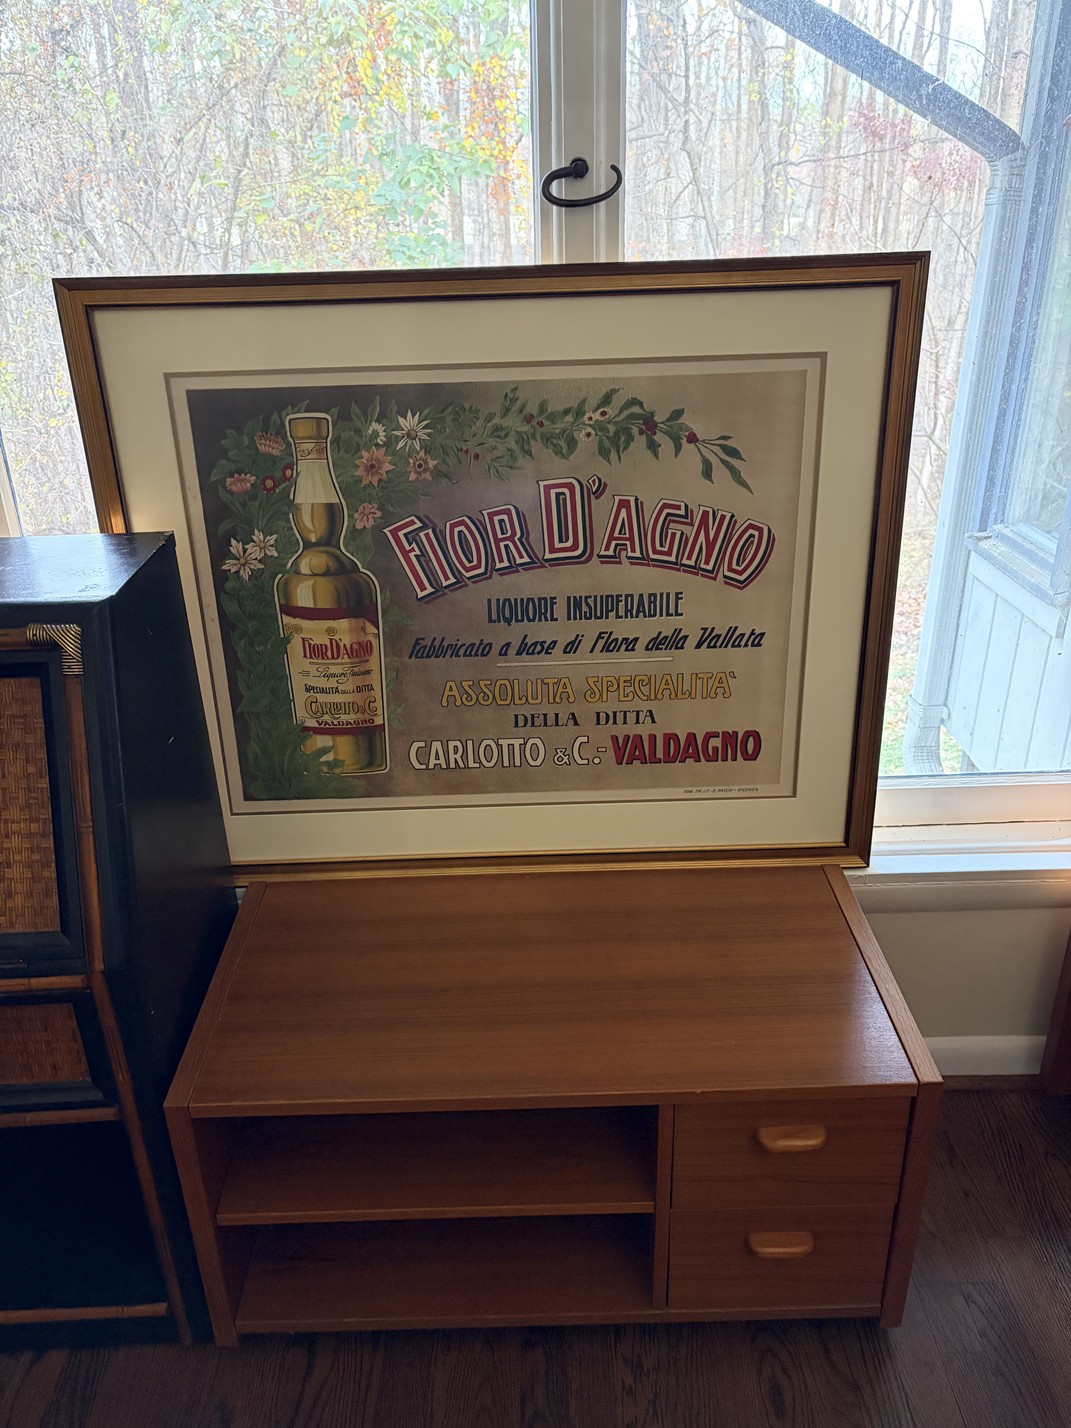 FIOR D'AGNO
LIQUORE INSUPERABILE
Fabbricato a base di Flora della Vallata
ASSOLUTA SPECIALITA'
DELLA DITTA
CARLOTTO & C.- VALDAGNO
FIOR D'AGNO
SPECIALITÀ DELLA DITTA
CARLOTTO & C
VALDAGNO